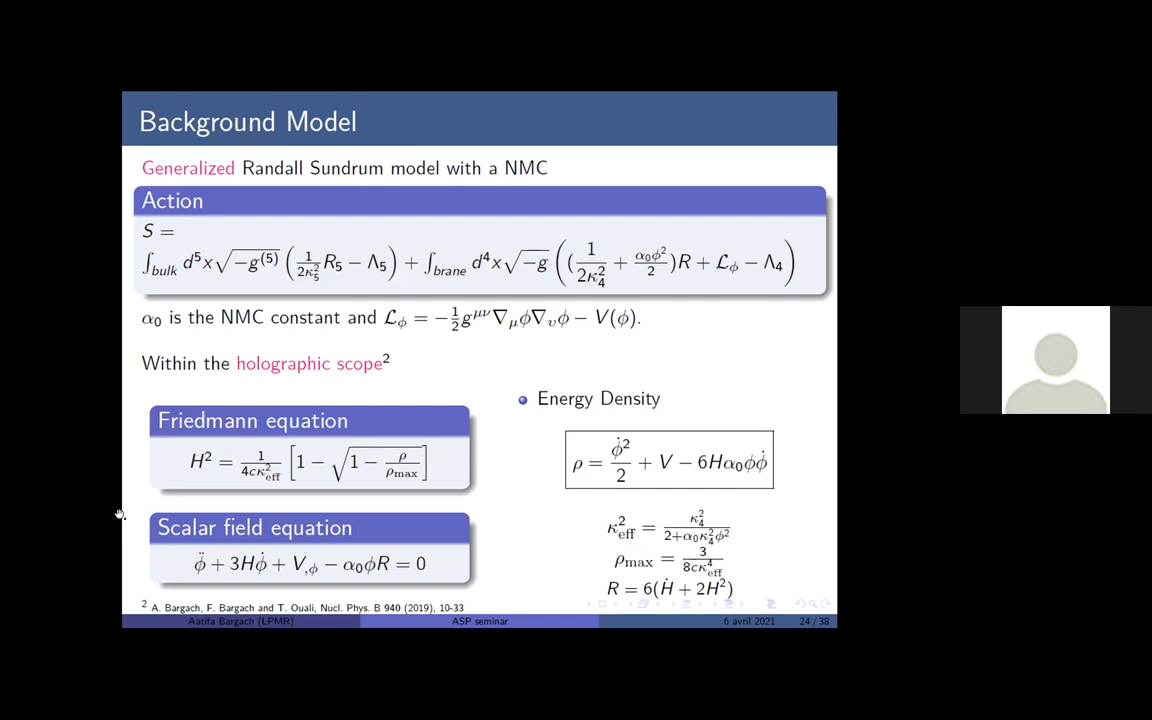 Background Model
Generalized Randall Sundrum model with a NMC
Action
S =
∫_bulk d⁵x√(−g⁽⁵⁾) (1/(2κ₅²) R₅ − Λ₅) + ∫_brane d⁴x√(−g) ((1/(2κ₄²) + α₀ϕ²/2)R + ℒ_ϕ − Λ₄)
α₀ is the NMC constant and ℒ_ϕ = −½g^{μν}∇_μϕ∇_υϕ − V(ϕ).
Within the holographic scope²
Friedmann equation
H² = 1/(4cκ²_eff) [1 − √(1 − ρ/ρ_max)]
Scalar field equation
ϕ̈ + 3Hϕ̇ + V_{,ϕ} − α₀ϕR = 0
Energy Density
ρ = ϕ̇²/2 + V − 6Hα₀ϕϕ̇
κ²_eff = κ₄²/(2+α₀κ₄²ϕ²)
ρ_max = 3/(8cκ⁴_eff)
R = 6(Ḣ + 2H²)
² A. Bargach, F. Bargach and T. Ouali, Nucl. Phys. B 940 (2019), 10-33
Aatifa Bargach (LPMR) ASP seminar 6 avril 2021 24 / 38